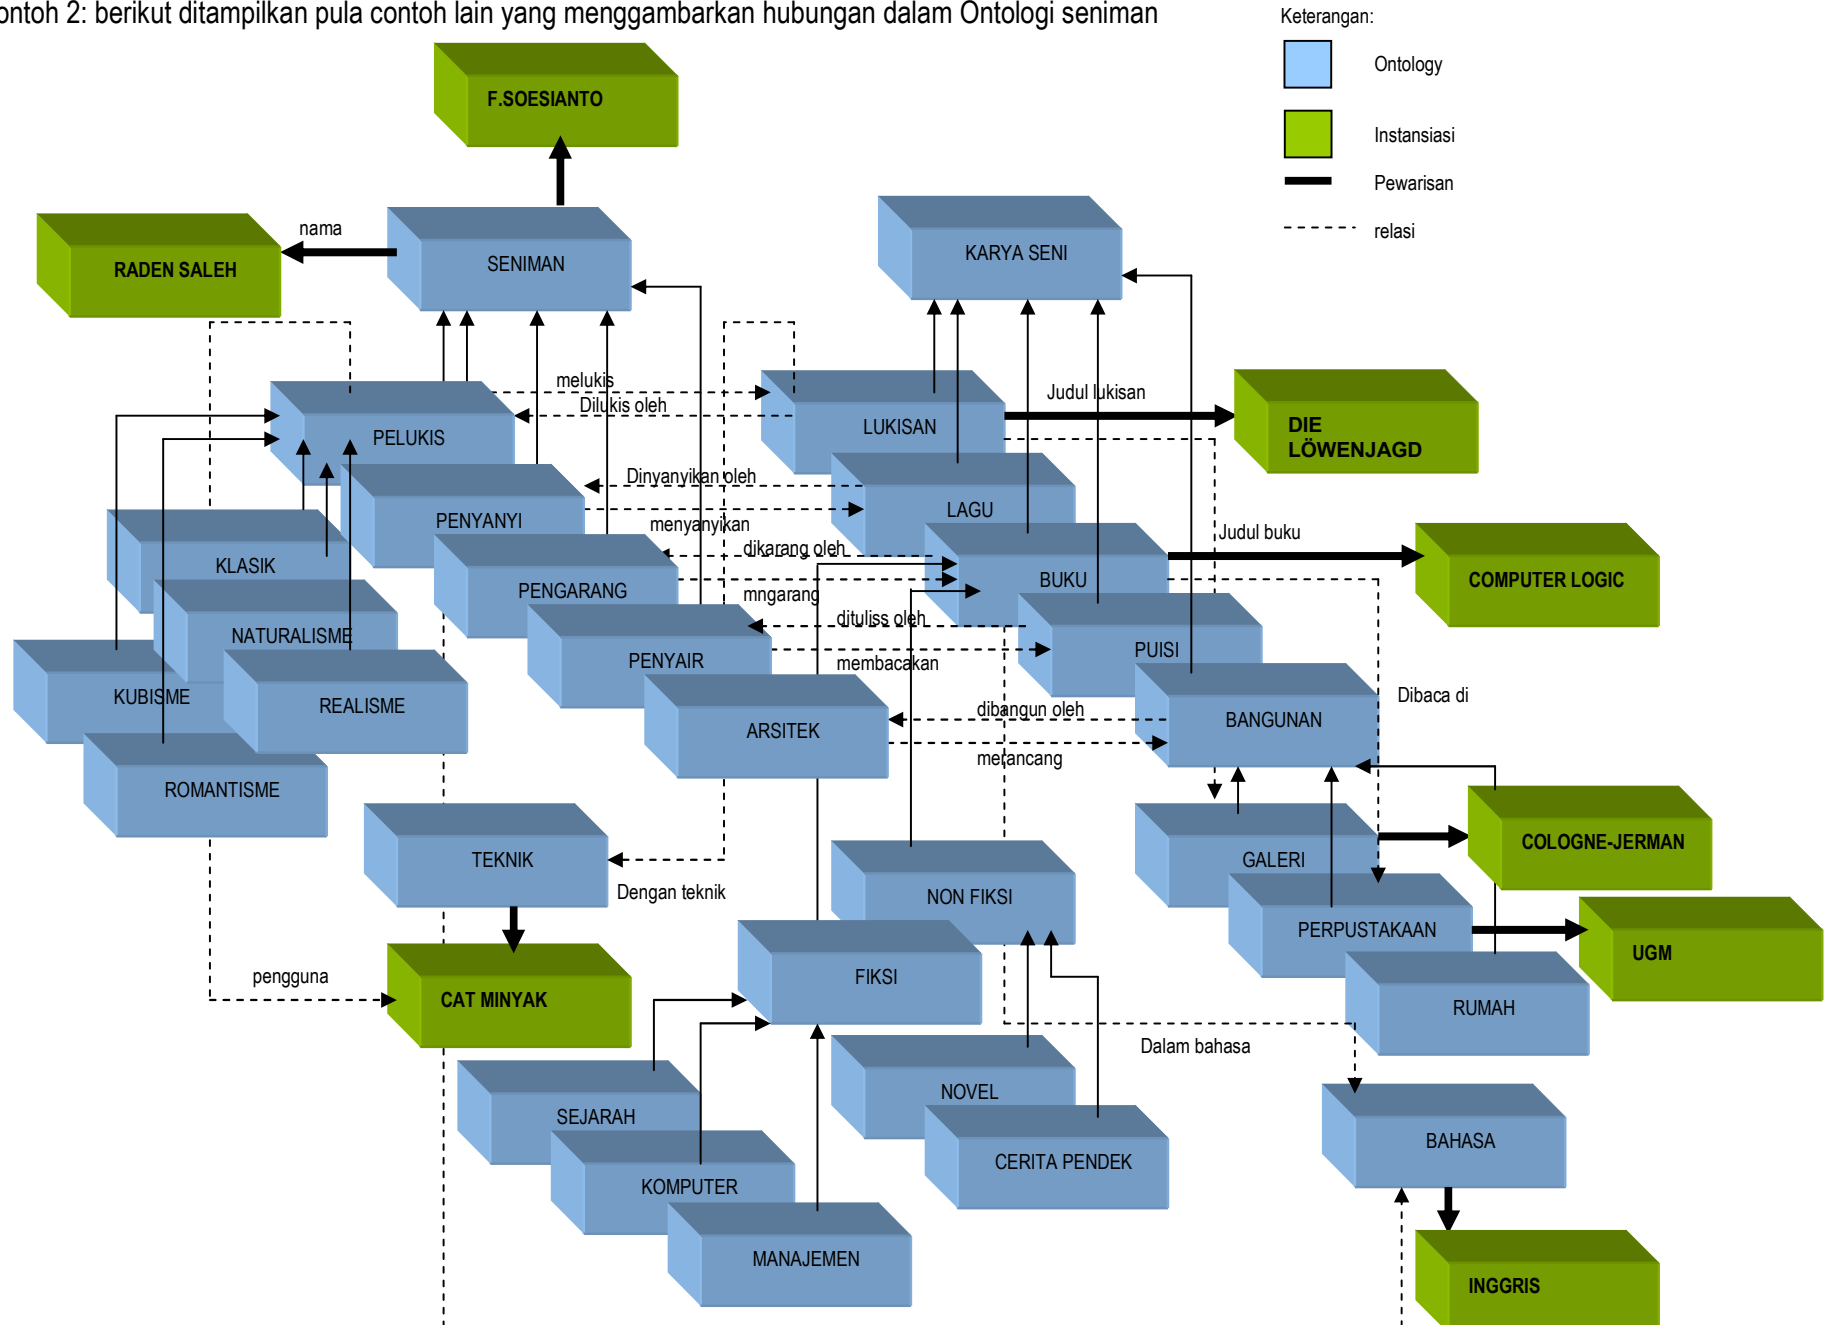 ontoh 2: berikut ditampilkan pula contoh lain yang menggambarkan hubungan dalam Ontologi seniman
Keterangan:
Ontology
Instansiasi
Pewarisan
relasi
F.SOESIANTO
nama
RADEN SALEH
SENIMAN
KARYA SENI
melukis
Dilukis oleh
Judul lukisan
PELUKIS
LUKISAN
DIE
LÖWENJAGD
Dinyanyikan oleh
PENYANYI
LAGU
menyanyikan
Judul buku
dikarang oleh
KLASIK
PENGARANG
BUKU
COMPUTER LOGIC
mngarang
dituliss oleh
NATURALISME
PENYAIR
PUISI
membacakan
KUBISME
REALISME
Dibaca di
dibangun oleh
ARSITEK
BANGUNAN
merancang
ROMANTISME
TEKNIK
GALERI
COLOGNE-JERMAN
Dengan teknik
NON FIKSI
PERPUSTAKAAN
UGM
pengguna
CAT MINYAK
FIKSI
RUMAH
Dalam bahasa
NOVEL
SEJARAH
BAHASA
CERITA PENDEK
KOMPUTER
MANAJEMEN
INGGRIS